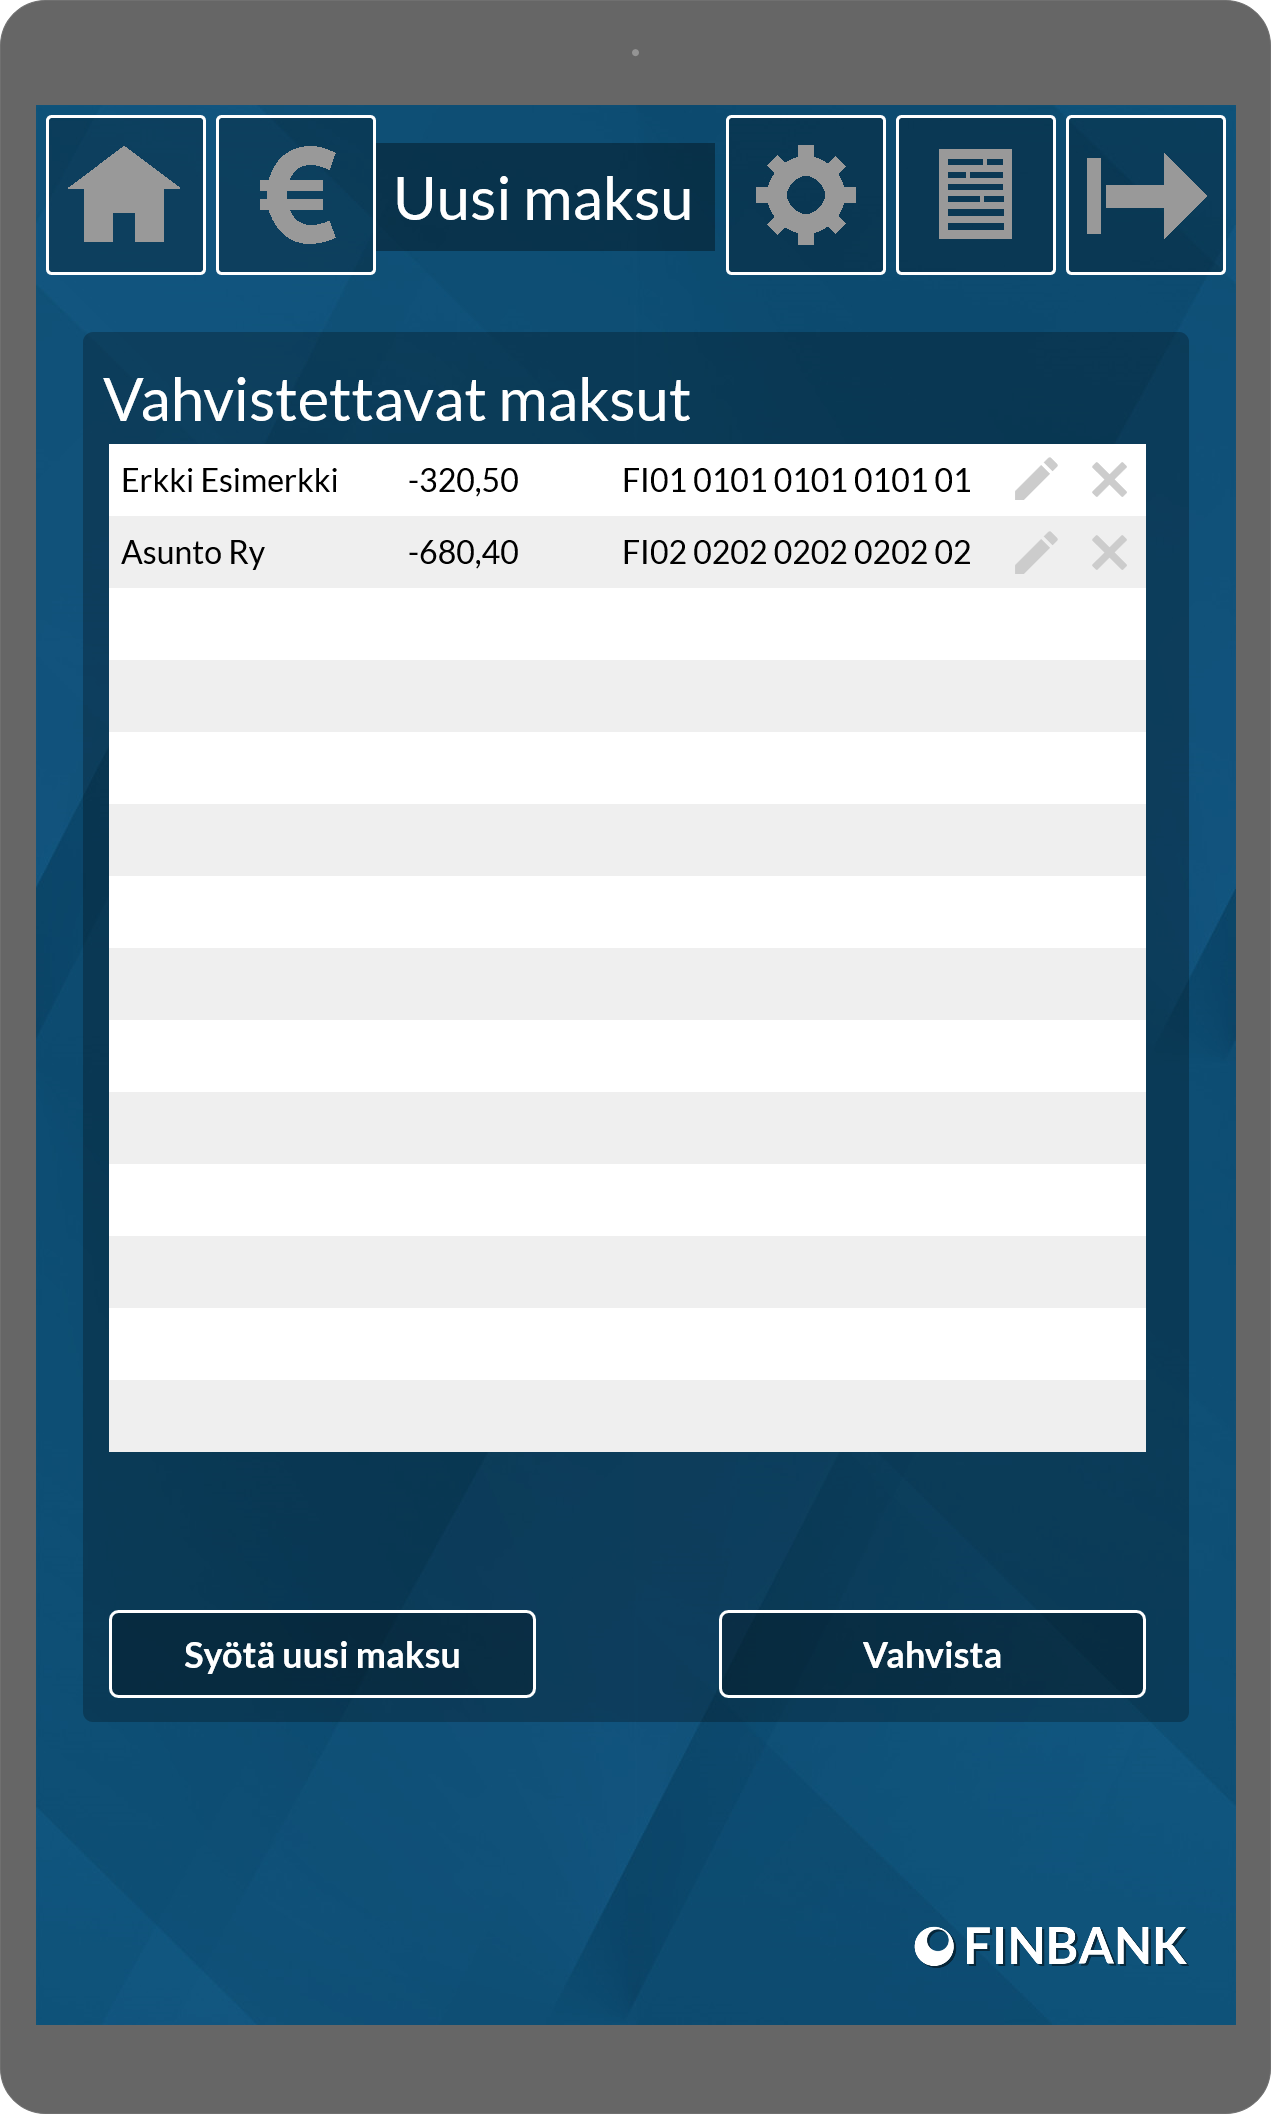 Uusi maksu
Vahvistettavat maksut
Erkki Esimerkki -320,50 FI01 0101 0101 0101 01
Asunto Ry -680,40 FI02 0202 0202 0202 02
Syötä uusi maksu Vahvista
FINBANK